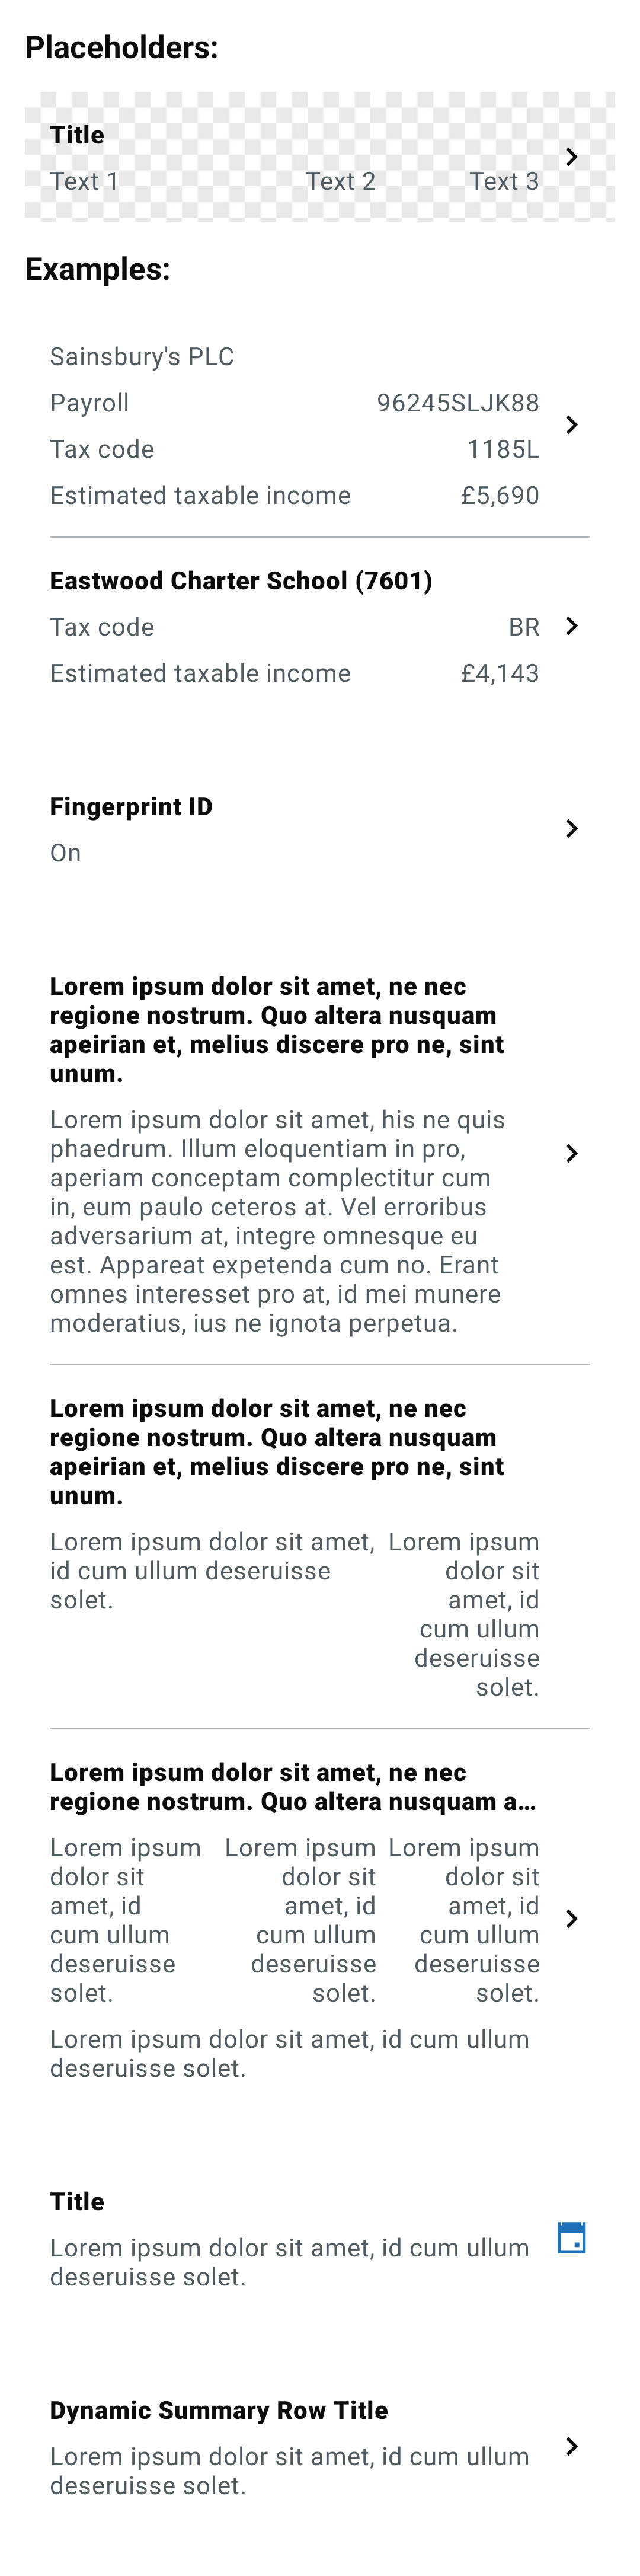 Placeholders:
Title
Text 1 Text 2 Text 3
Examples:
Sainsbury's PLC
Payroll 96245SLJK88
Tax code 1185L
Estimated taxable income £5,690
Eastwood Charter School (7601)
Tax code BR
Estimated taxable income £4,143
Fingerprint ID
On
Lorem ipsum dolor sit amet, ne nec
regione nostrum. Quo altera nusquam
apeirian et, melius discere pro ne, sint
unum.
Lorem ipsum dolor sit amet, his ne quis
phaedrum. Illum eloquentiam in pro,
aperiam conceptam complectitur cum
in, eum paulo ceteros at. Vel erroribus
adversarium at, integre omnesque eu
est. Appareat expetenda cum no. Erant
omnes interesset pro at, id mei munere
moderatius, ius ne ignota perpetua.
Lorem ipsum dolor sit amet, ne nec
regione nostrum. Quo altera nusquam
apeirian et, melius discere pro ne, sint
unum.
Lorem ipsum dolor sit amet,
id cum ullum deseruisse
solet.
Lorem ipsum
dolor sit
amet, id
cum ullum
deseruisse
solet.
Lorem ipsum dolor sit amet, ne nec
regione nostrum. Quo altera nusquam a...
Lorem ipsum
dolor sit
amet, id
cum ullum
deseruisse
solet.
Lorem ipsum
dolor sit
amet, id
cum ullum
deseruisse
solet.
Lorem ipsum
dolor sit
amet, id
cum ullum
deseruisse
solet.
Lorem ipsum dolor sit amet, id cum ullum
deseruisse solet.
Title
Lorem ipsum dolor sit amet, id cum ullum
deseruisse solet.
Dynamic Summary Row Title
Lorem ipsum dolor sit amet, id cum ullum
deseruisse solet.